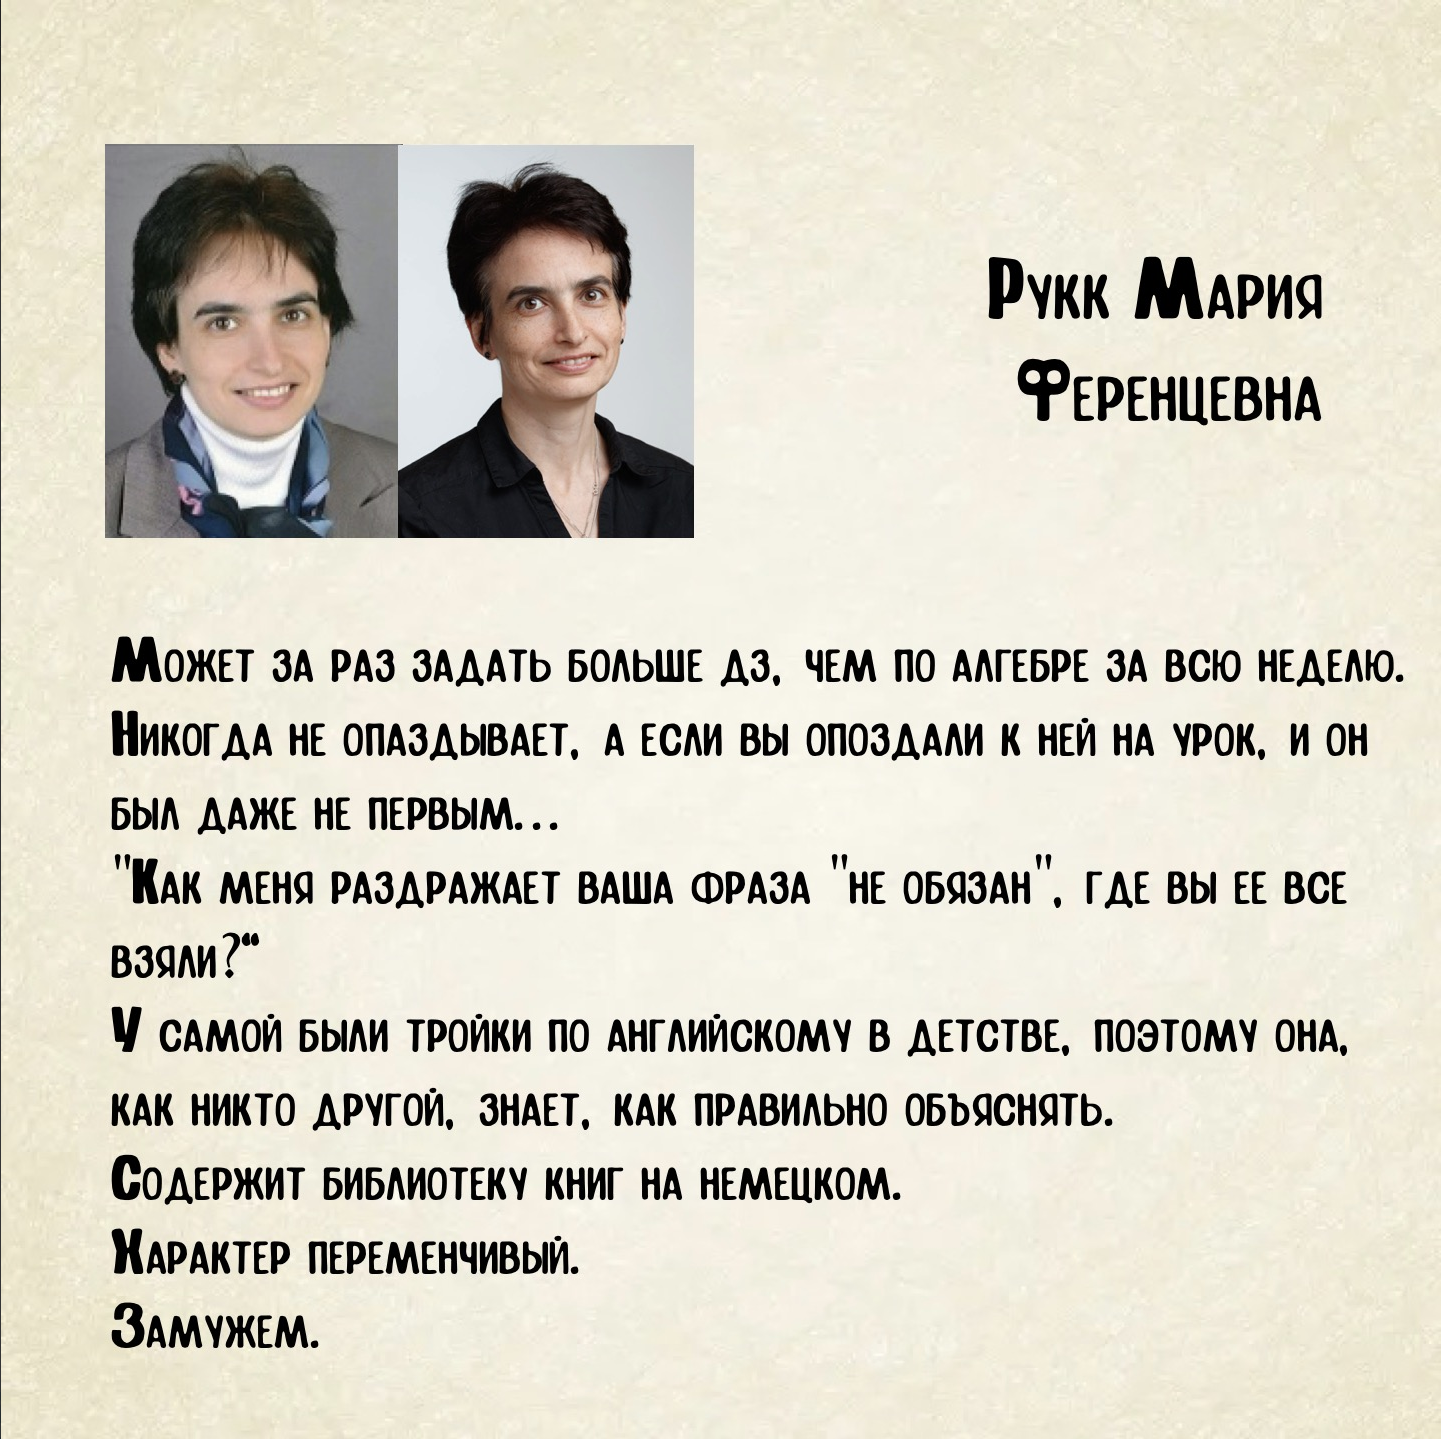 Рукк Мария
Ференцевна
Может за раз задать больше дз, чем по алгебре за всю неделю.
Никогда не опаздывает, а если вы опоздали к ней на урок, и он
был даже не первым...
"Как меня раздражает ваша фраза "не обязан", где вы ее все
взяли?“
У самой были тройки по английскому в детстве, поэтому она,
как никто другой, знает, как правильно объяснять.
Содержит библиотеку книг на немецком.
Характер переменчивый.
Замужем.